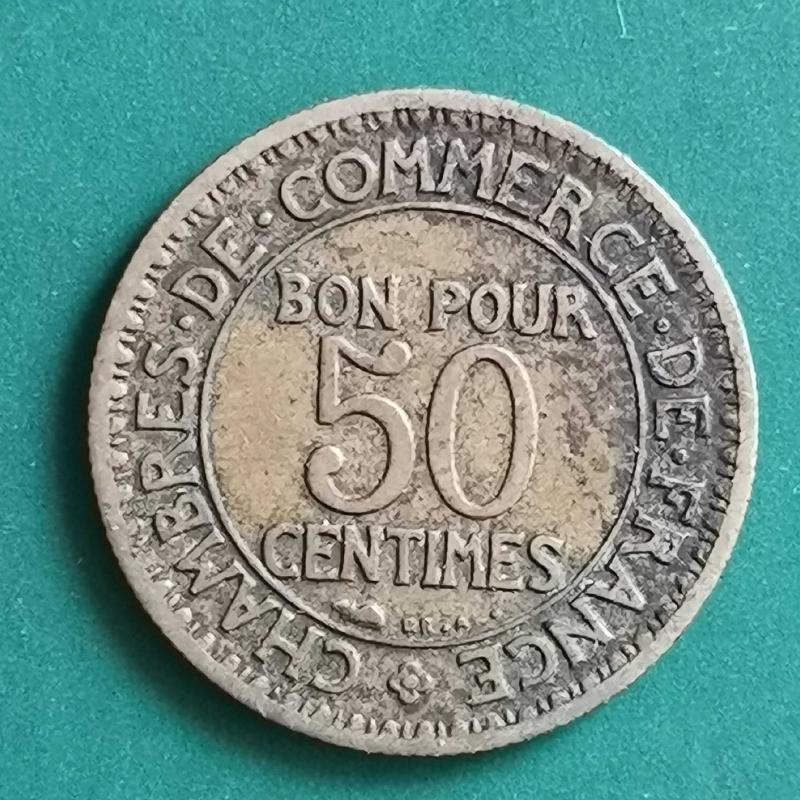 CHAMBRES·DE·COMMERCE·DE·FRANCE
BON POUR
50
CENTIMES